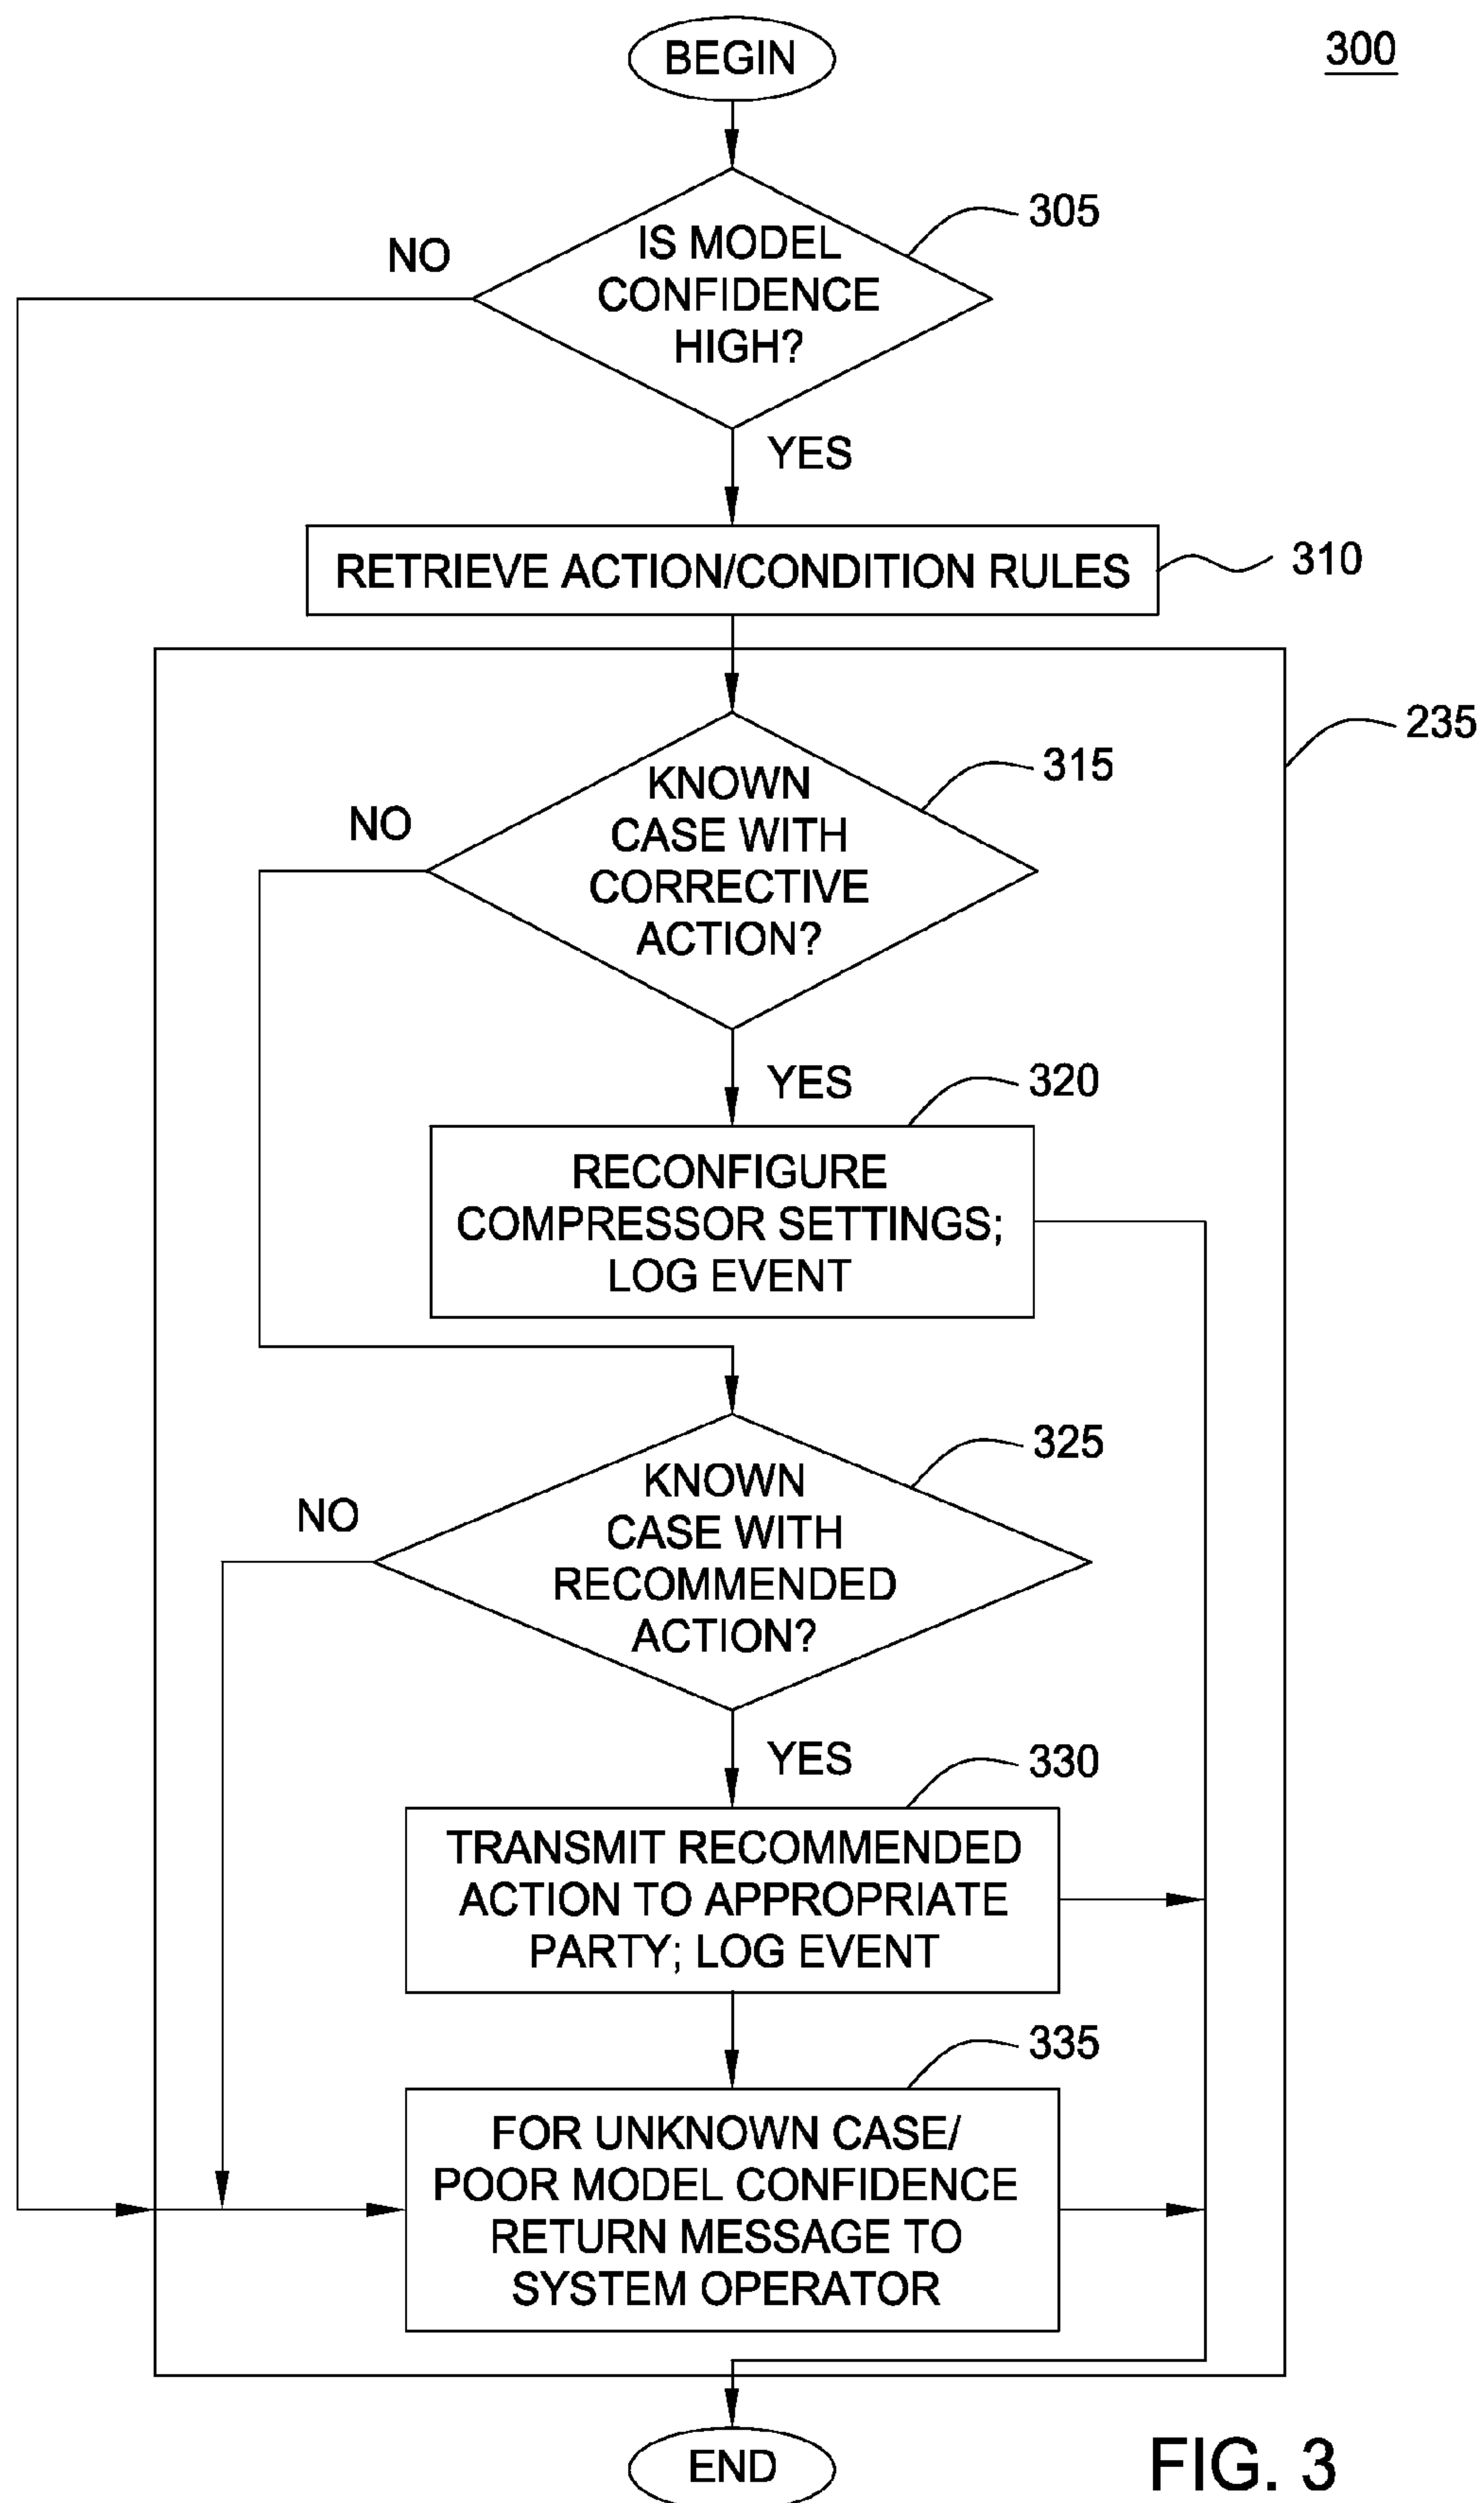 BEGIN
300
305
IS MODEL
CONFIDENCE
HIGH?
NO
YES
RETRIEVE ACTION/CONDITION RULES
310
235
315
KNOWN
CASE WITH
CORRECTIVE
ACTION?
NO
YES
320
RECONFIGURE
COMPRESSOR SETTINGS;
LOG EVENT
325
KNOWN
CASE WITH
RECOMMENDED
ACTION?
NO
YES
330
TRANSMIT RECOMMENDED
ACTION TO APPROPRIATE
PARTY; LOG EVENT
335
FOR UNKNOWN CASE/
POOR MODEL CONFIDENCE
RETURN MESSAGE TO
SYSTEM OPERATOR
END
FIG. 3